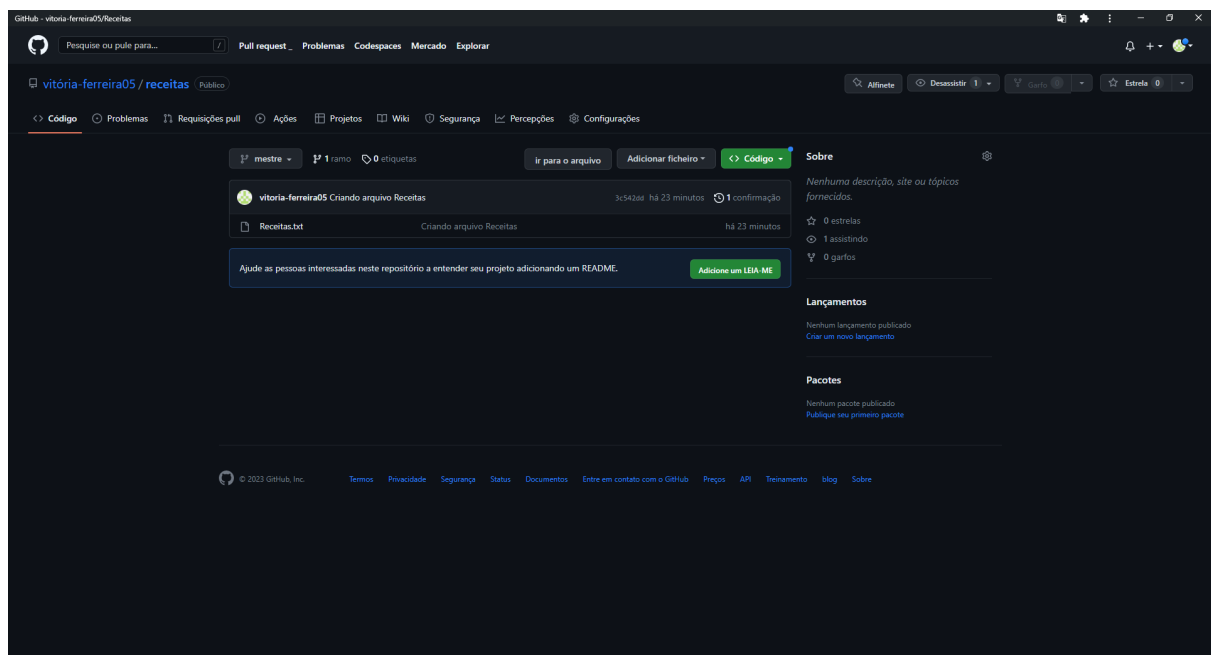 GitHub - vitoria-ferreira05/Receitas
Pesquise ou pule para... / Pull request _ Problemas Codespaces Mercado Explorar
vitória-ferreira05 / receitas Público
Alfinete Desassistir 1 Garfo 0 Estrela 0
Código Problemas Requisições pull Ações Projetos Wiki Segurança Percepções Configurações
mestre 1 ramo 0 etiquetas ir para o arquivo Adicionar ficheiro Código
vitoria-ferreira05 Criando arquivo Receitas 3c542dd há 23 minutos 1 confirmação
Receitas.txt Criando arquivo Receitas há 23 minutos
Ajude as pessoas interessadas neste repositório a entender seu projeto adicionando um README. Adicione um LEIA-ME
Sobre
Nenhuma descrição, site ou tópicos
fornecidos.
0 estrelas
1 assistindo
0 garfos
Lançamentos
Nenhum lançamento publicado
Criar um novo lançamento
Pacotes
Nenhum pacote publicado
Publique seu primeiro pacote
© 2023 GitHub, Inc. Termos Privacidade Segurança Status Documentos Entre em contato com o GitHub Preços API Treinamento blog Sobre